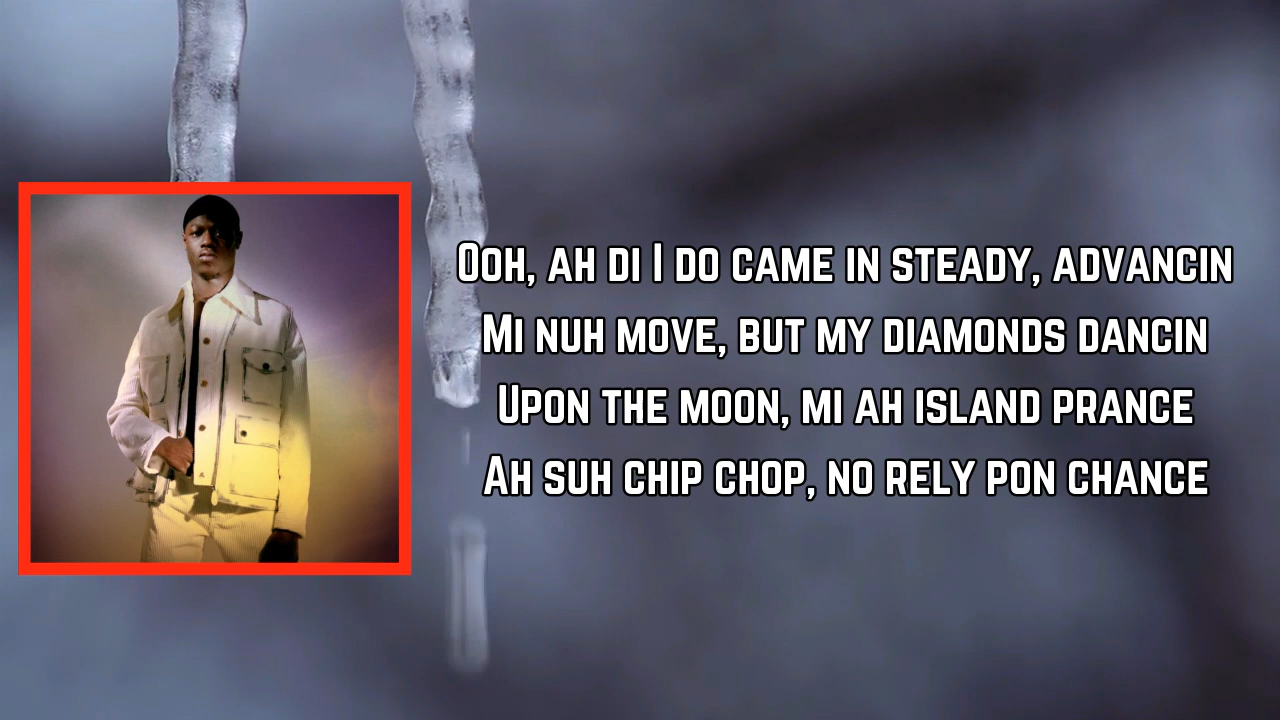 Ooh, ah di I do came in steady, advancin
Mi nuh move, but my diamonds dancin
Upon the moon, mi ah island prance
Ah suh chip chop, no rely pon chance